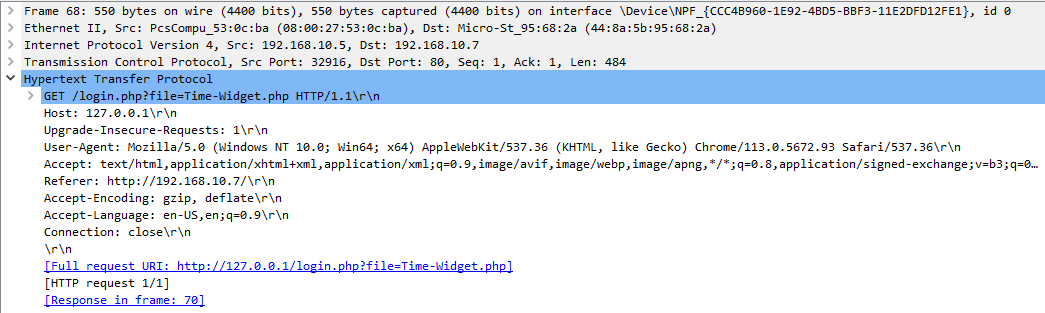 Frame 68: 550 bytes on wire (4400 bits), 550 bytes captured (4400 bits) on interface \Device\NPF_{CCC4B960-1E92-4BD5-BBF3-11E2DFD12FE1}, id 0
Ethernet II, Src: PcsCompu_53:0c:ba (08:00:27:53:0c:ba), Dst: Micro-St_95:68:2a (44:8a:5b:95:68:2a)
Internet Protocol Version 4, Src: 192.168.10.5, Dst: 192.168.10.7
Transmission Control Protocol, Src Port: 32916, Dst Port: 80, Seq: 1, Ack: 1, Len: 484
Hypertext Transfer Protocol
GET /login.php?file=Time-Widget.php HTTP/1.1\r\n
Host: 127.0.0.1\r\n
Upgrade-Insecure-Requests: 1\r\n
User-Agent: Mozilla/5.0 (Windows NT 10.0; Win64; x64) AppleWebKit/537.36 (KHTML, like Gecko) Chrome/113.0.5672.93 Safari/537.36\r\n
Accept: text/html,application/xhtml+xml,application/xml;q=0.9,image/avif,image/webp,image/apng,*/*;q=0.8,application/signed-exchange;v=b3;q=0…
Referer: http://192.168.10.7/\r\n
Accept-Encoding: gzip, deflate\r\n
Accept-Language: en-US,en;q=0.9\r\n
Connection: close\r\n
\r\n
[Full request URI: http://127.0.0.1/login.php?file=Time-Widget.php]
[HTTP request 1/1]
[Response in frame: 70]